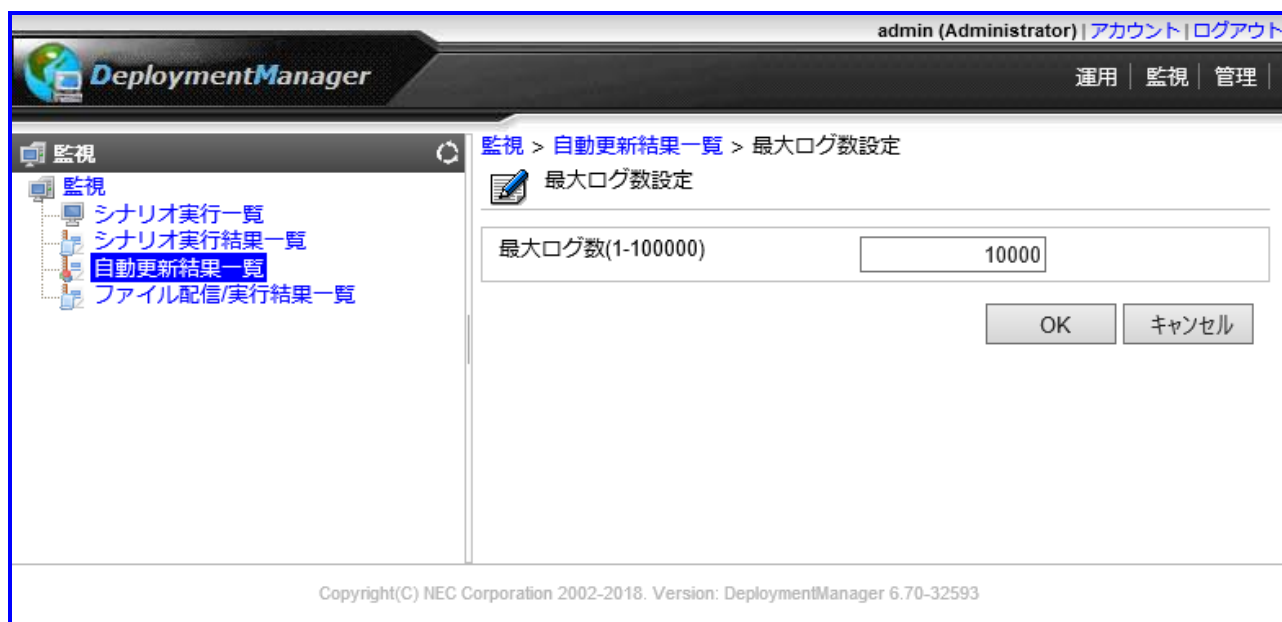 admin (Administrator) | アカウント | ログアウト
DeploymentManager
運用 | 監視 | 管理 |
監視
監視
シナリオ実行一覧
シナリオ実行結果一覧
自動更新結果一覧
ファイル配信/実行結果一覧
監視 > 自動更新結果一覧 > 最大ログ数設定
最大ログ数設定
最大ログ数(1-100000) 10000
OK キャンセル
Copyright(C) NEC Corporation 2002-2018. Version: DeploymentManager 6.70-32593